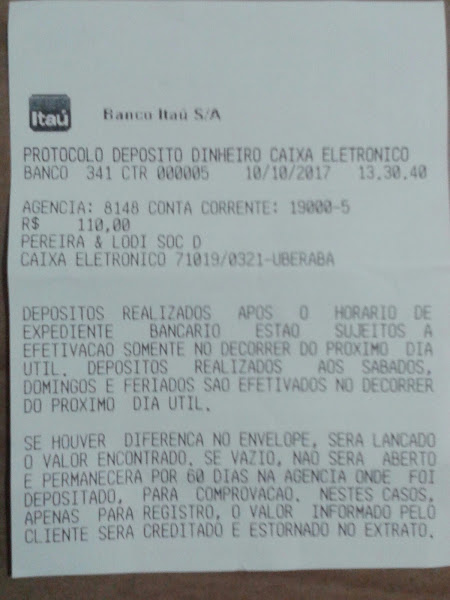 Itaú
Banco Itaú S/A
PROTOCOLO DEPOSITO DINHEIRO CAIXA ELETRONICO
BANCO 341 CTR 000005 10/10/2017 13.30.40
AGENCIA: 8148 CONTA CORRENTE: 19000-5
R$ 110,00
PEREIRA & LODI SOC D
CAIXA ELETRONICO 71019/0321-UBERABA
DEPOSITOS REALIZADOS APOS O HORARIO DE
EXPEDIENTE BANCARIO ESTAO SUJEITOS A
EFETIVACAO SOMENTE NO DECORRER DO PROXIMO DIA
UTIL. DEPOSITOS REALIZADOS AOS SABADOS,
DOMINGOS E FERIADOS SAO EFETIVADOS NO DECORRER
DO PROXIMO DIA UTIL.
SE HOUVER DIFERENCA NO ENVELOPE, SERA LANCADO
O VALOR ENCONTRADO. SE VAZIO, NAO SERA ABERTO
E PERMANECERA POR 60 DIAS NA AGENCIA ONDE FOI
DEPOSITADO, PARA COMPROVACAO. NESTES CASOS,
APENAS PARA REGISTRO, O VALOR INFORMADO PELO
CLIENTE SERA CREDITADO E ESTORNADO NO EXTRATO.